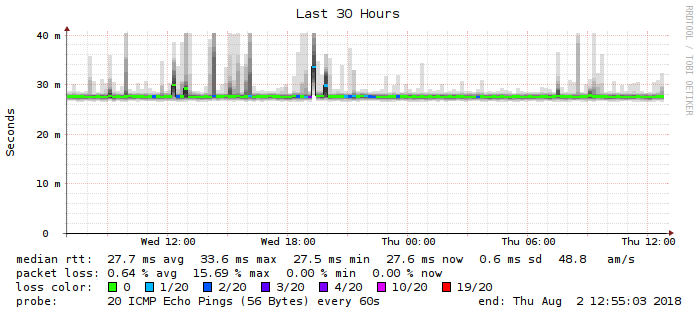 Last 30 Hours
RRDTOOL / TOBI OETIKER
Seconds
40 m
30 m
20 m
10 m
0
Wed 12:00 Wed 18:00 Thu 00:00 Thu 06:00 Thu 12:00
median rtt: 27.7 ms avg 33.6 ms max 27.5 ms min 27.6 ms now 0.6 ms sd 48.8 am/s
packet loss: 0.64 % avg 15.69 % max 0.00 % min 0.00 % now
loss color: 0 1/20 2/20 3/20 4/20 10/20 19/20
probe: 20 ICMP Echo Pings (56 Bytes) every 60s end: Thu Aug 2 12:55:03 2018